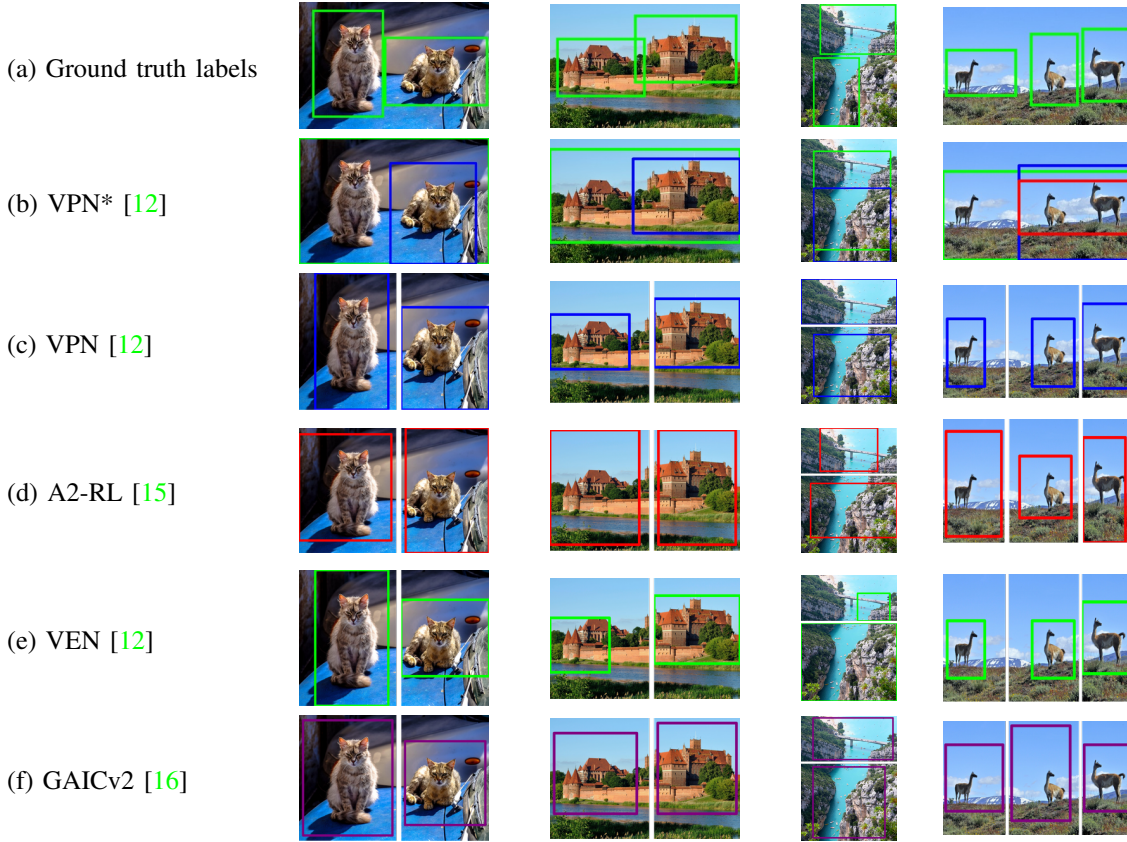 (a) Ground truth labels
(b) VPN* [12]
(c) VPN [12]
(d) A2-RL [15]
(e) VEN [12]
(f) GAICv2 [16]